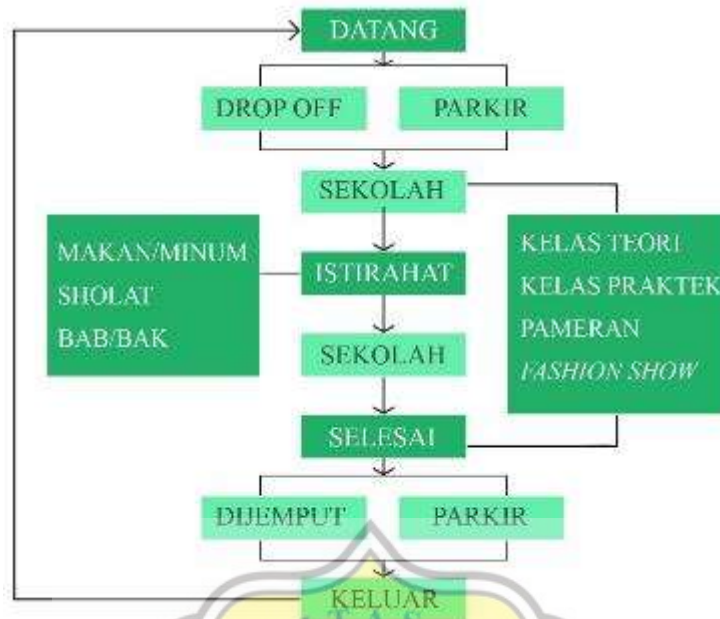 DATANG
DROP OFF
PARKIR
SEKOLAH
MAKAN/MINUM
SHOLAT
BAB/BAK
ISTIRAHAT
KELAS TEORI
KELAS PRAKTEK
PAMERAN
FASHION SHOW
SEKOLAH
SELESAI
DIJEMPUT
PARKIR
KELUAR
T A S